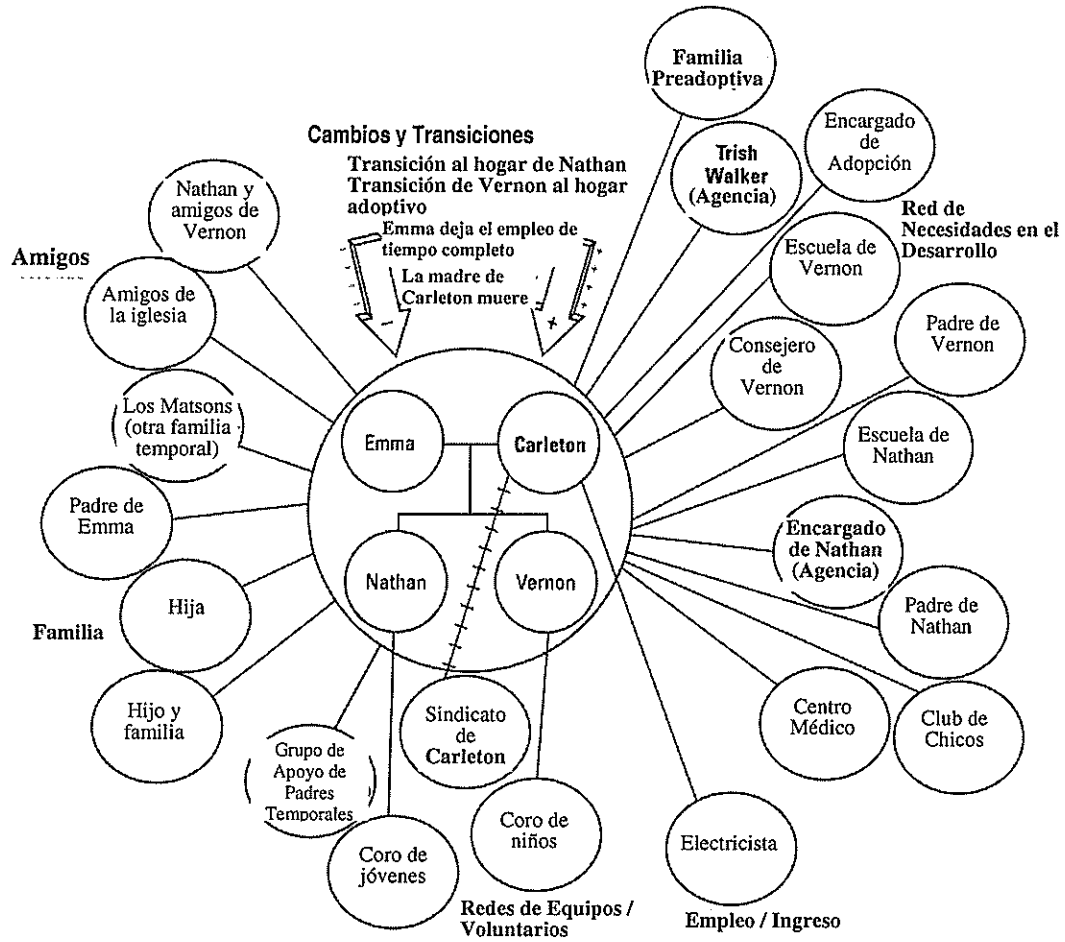 Familia
Preadoptiva
Cambios y Transiciones
Transición al hogar de Nathan
Transición de Vernon al hogar
adoptivo
Emma deja el empleo de
tiempo completo
La madre de
Carleton muere
Encargado
de
Adopción
Trish
Walker
(Agencia)
Red de
Necesidades en el
Desarrollo
Nathan y
amigos de
Vernon
Amigos
Escuela de
Vernon
Amigos de
la iglesia
Padre de
Vernon
Consejero
de
Vernon
Los Matsons
(otra familia
temporal)
Emma
Carleton
Escuela de
Nathan
Padre de
Emma
Encargado
de Nathan
(Agencia)
Nathan
Vernon
Hija
Familia
Padre de
Nathan
Hijo y
familia
Sindicato
de
Carleton
Centro
Médico
Club de
Chicos
Grupo de
Apoyo de
Padres
Temporales
Coro de
jóvenes
Coro de
niños
Electricista
Redes de Equipos /
Voluntarios
Empleo / Ingreso